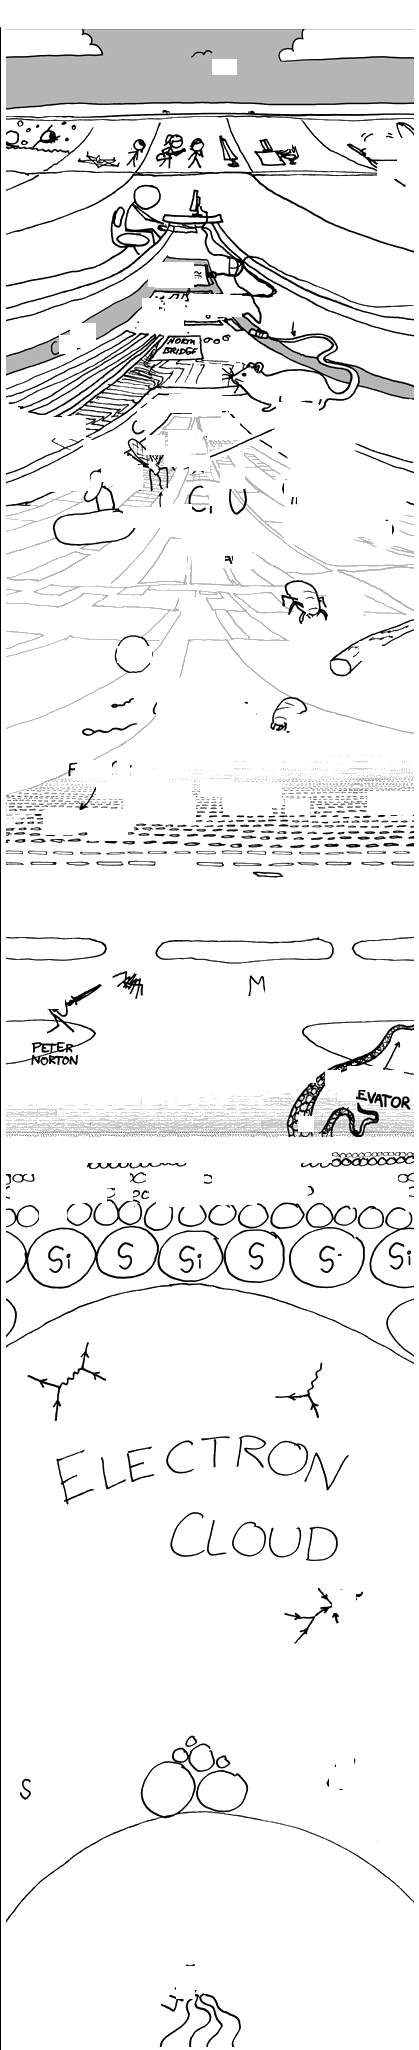 NORTH
BRIDGE
C
C U
F
M
PETER
NORTON
EVATOR
Si S Si S S Si
ELECTRON
CLOUD
S